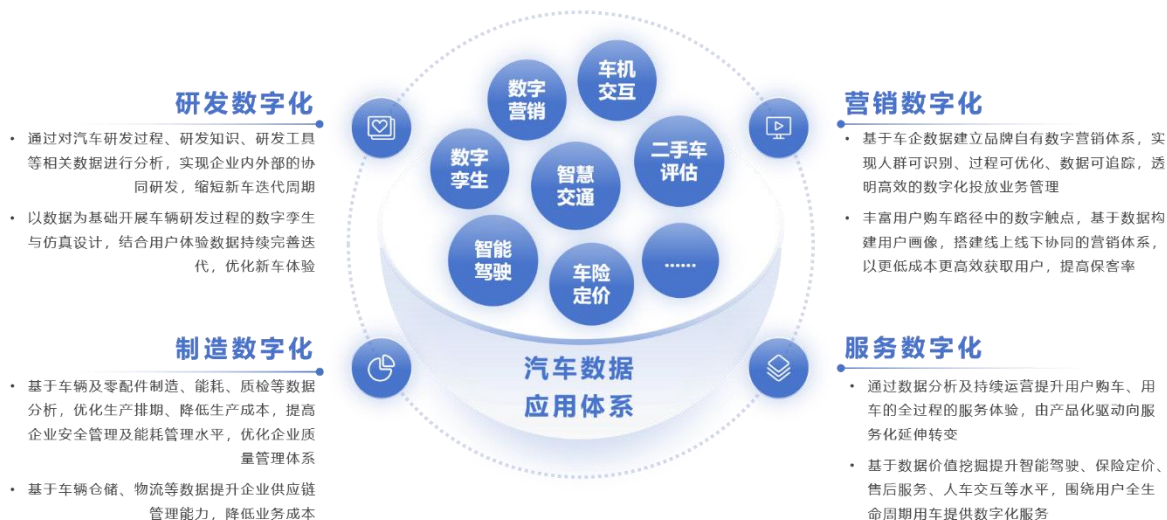 研发数字化
• 通过对汽车研发过程、研发知识、研发工具
等相关数据进行分析，实现企业内外部的协
同研发，缩短新车迭代周期
• 以数据为基础开展车辆研发过程的数字孪生
与仿真设计，结合用户体验数据持续完善迭
代，优化新车体验
制造数字化
• 基于车辆及零配件制造、能耗、质检等数据
分析，优化生产排期、降低生产成本，提高
企业安全管理及能耗管理水平，优化企业质
量管理体系
• 基于车辆仓储、物流等数据提升企业供应链
管理能力，降低业务成本
数字
营销
车机
交互
数字
孪生
智慧
交通
二手车
评估
智能
驾驶
车险
定价
......
汽车数据
应用体系
营销数字化
• 基于车企数据建立品牌自有数字营销体系，实
现人群可识别、过程可优化、数据可追踪，透
明高效的数字化投放业务管理
• 丰富用户购车路径中的数字触点，基于数据构
建用户画像，搭建线上线下协同的营销体系，
以更低成本更高效获取用户，提高保客率
服务数字化
• 通过数据分析及持续运营提升用户购车、用
车的全过程的服务体验，由产品化驱动向服
务化延伸转变
• 基于数据价值挖掘提升智能驾驶、保险定价、
售后服务、人车交互等水平，围绕用户全生
命周期用车提供数字化服务